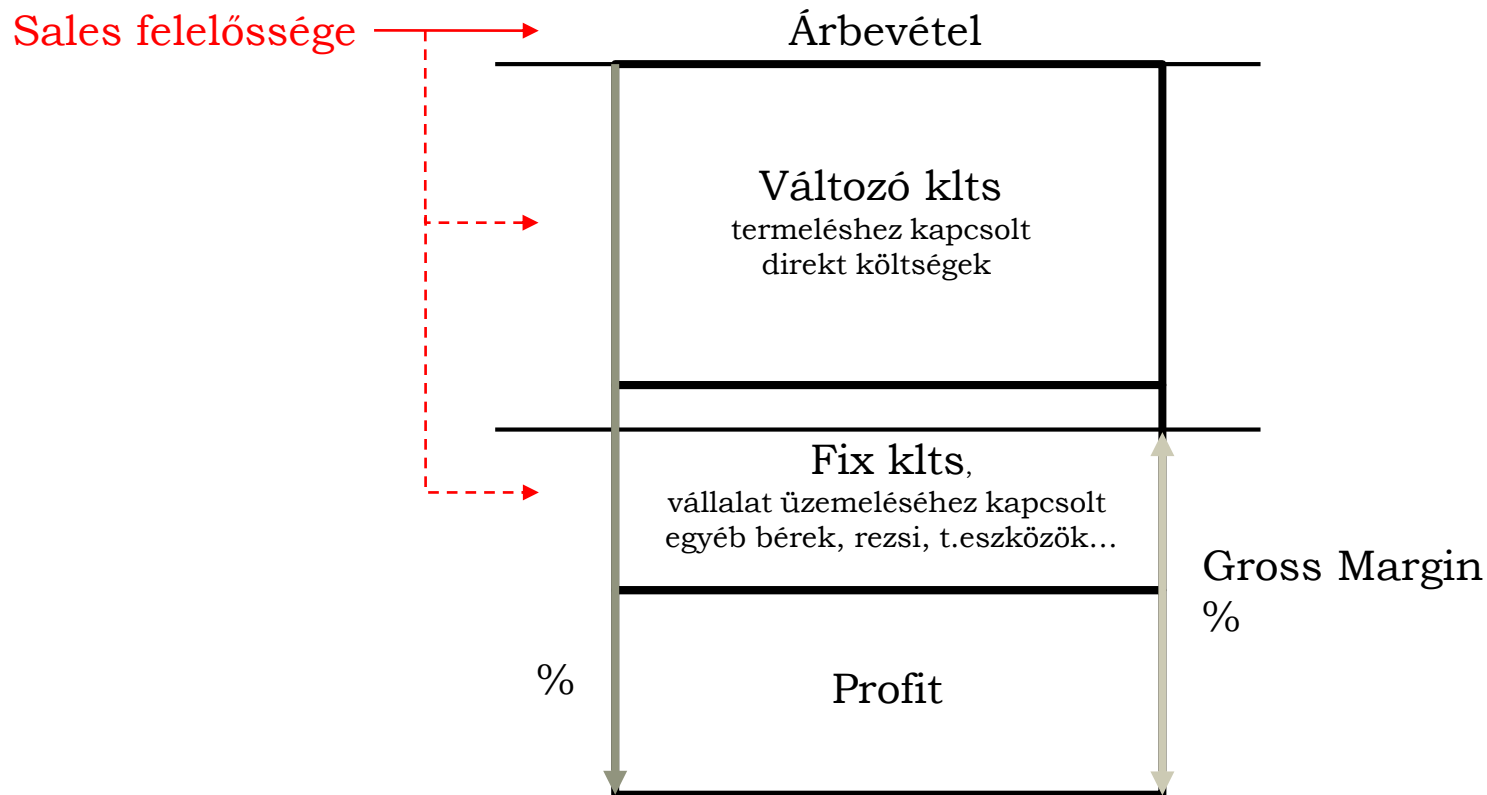 Sales felelőssége
Árbevétel
Változó klts
termeléshez kapcsolt
direkt költségek
Fix klts,
vállalat üzemeléséhez kapcsolt
egyéb bérek, rezsi, t.eszközök...
Gross Margin
%
%
Profit